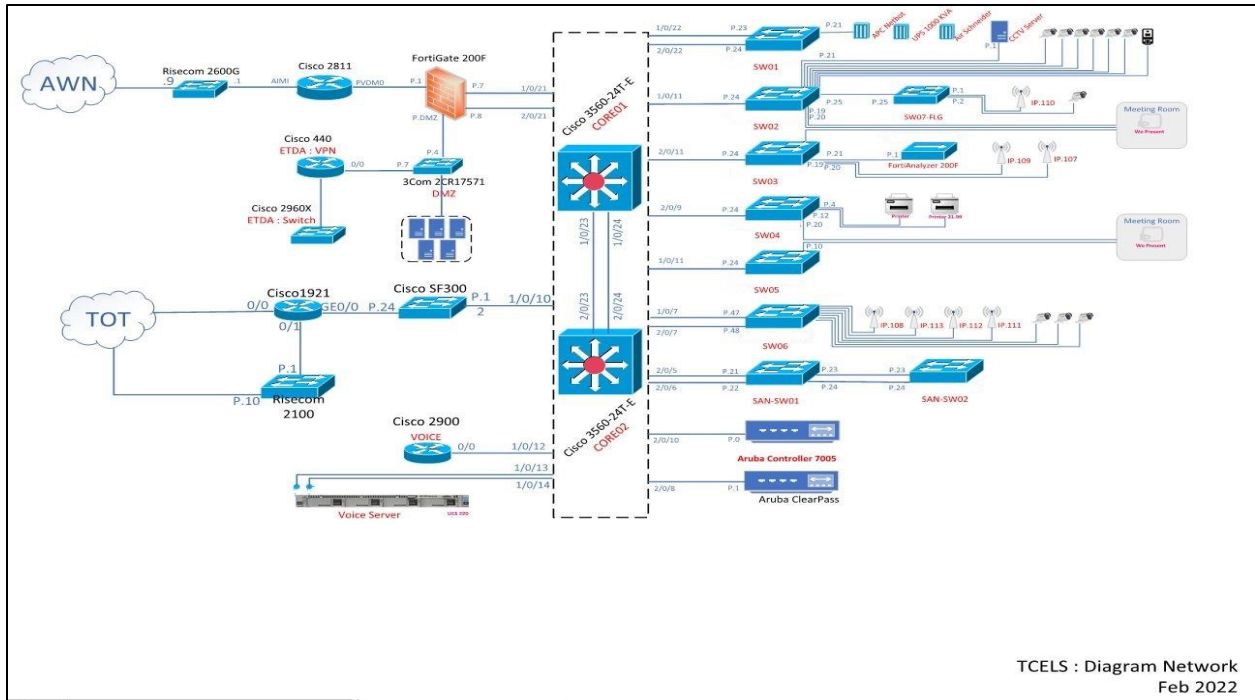 AWN
.9
Risecom 2600G
.1
AIMI
Cisco 2811
FVDM0
P.1
FortiGate 200F
P.7
P.8
P.DMZ
1/0/21
2/0/21
Cisco 440
ETDA : VPN
0/0
P.7
P.4
3Com 2CR17571
DMZ
Cisco 2960X
ETDA : Switch
TOT
0/0
Cisco1921
GE0/0
0/1
P.24
Cisco SF300
P.1
2
1/0/10
P.1
P.10
Risecom
2100
Cisco 2900
VOICE
0/0
1/0/12
1/0/13
1/0/14
Voice Server
Cisco 3560-24T-E
CORE01
1/0/23
1/0/24
2/0/23
2/0/24
Cisco 3560-24T-E
CORE02
1/0/22
2/0/22
P.23
P.24
SW01
P.21
APC Netbot
UPS 1000 KVA
Air Schneider
CCTV Server
P.1
P.21
1/0/11
P.24
SW02
P.19
P.20
P.25
P.25
SW07-FLG
P.1
P.2
IP.110
Meeting Room
We Present
2/0/11
P.24
SW03
P.21
P.19
P.20
P.1
FortiAnalyzer 200F
IP.109
IP.107
2/0/9
P.24
SW04
P.4
P.12
P.20
Printer
Meeting Room
We Present
1/0/11
P.24
P.10
SW05
1/0/7
2/0/7
P.47
P.48
SW06
IP.108
IP.113
IP.112
IP.111
2/0/5
2/0/6
P.21
P.22
SAN-SW01
P.23
P.24
P.23
P.24
SAN-SW02
2/0/10
P.0
Aruba Controller 7005
2/0/8
P.1
Aruba ClearPass
TCELS : Diagram Network
Feb 2022